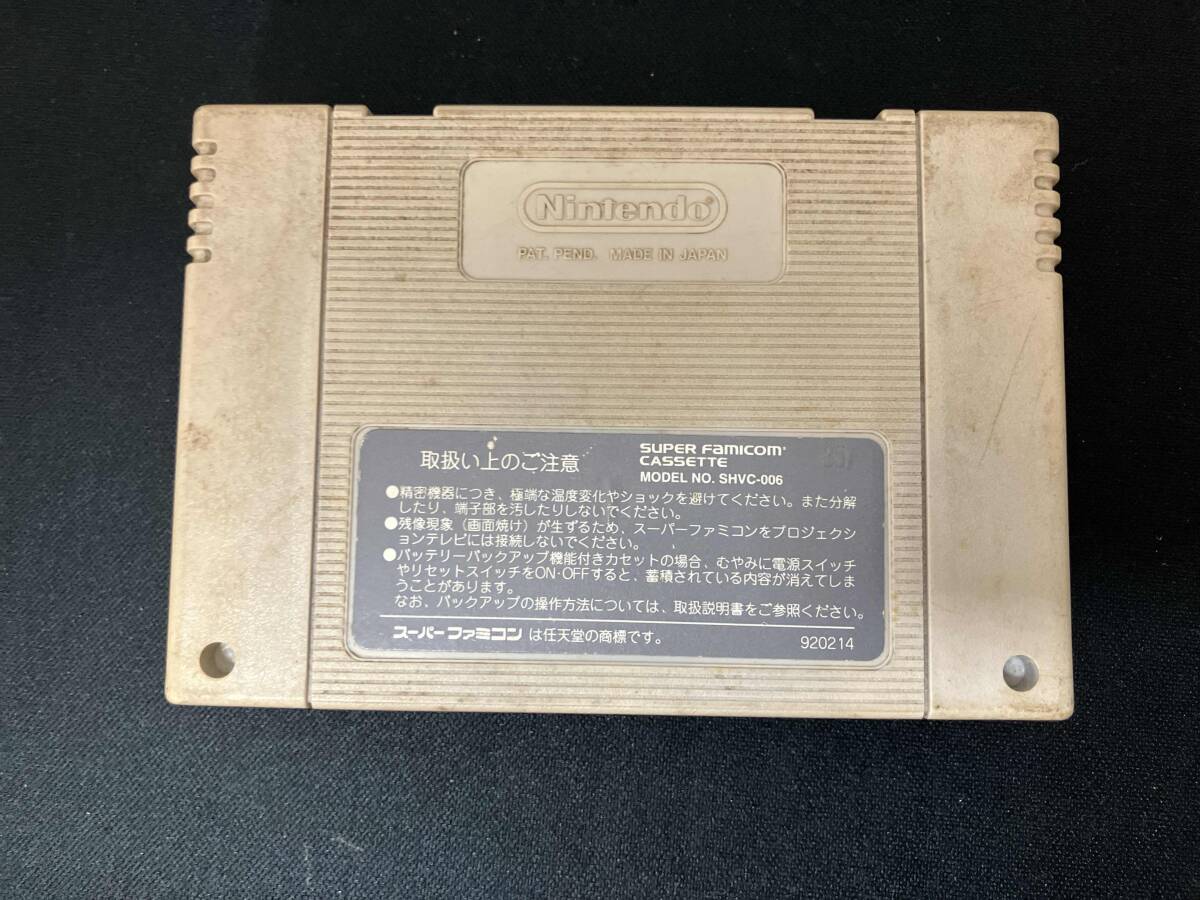 Nintendo
PAT. PEND. MADE IN JAPAN
取扱い上のご注意
SUPER FAMICOM
CASSETTE
MODEL NO. SHVC-006
●精密機器につき、極端な温度変化やショックを避けてください。また分解
したり、端子部を汚したりしないでください。
●残像現象（画面焼け）が生ずるため、スーパーファミコンをプロジェクシ
ョンテレビには接続しないでください。
●バッテリーバックアップ機能付きカセットの場合、むやみに電源スイッチ
やリセットスイッチをON・OFFすると、蓄積されている内容が消えてしま
うことがあります。
なお、バックアップの操作方法については、取扱説明書をご参照ください。
スーパーファミコン は任天堂の商標です。
920214